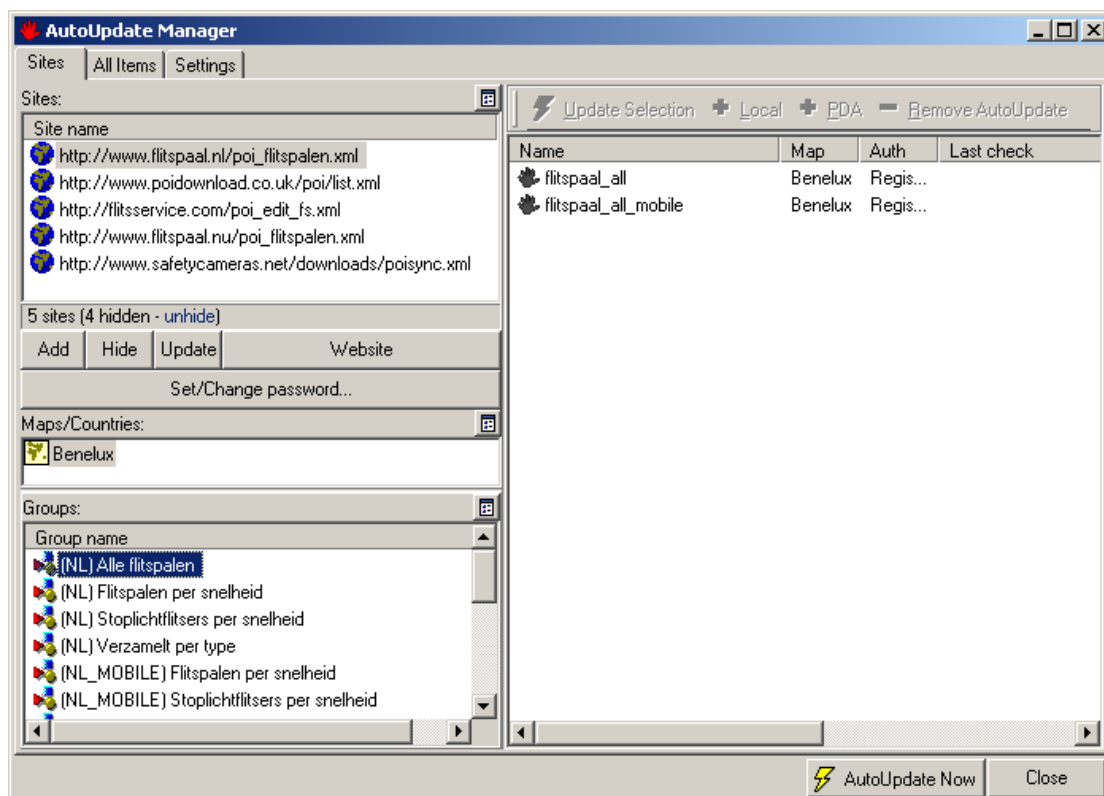 AutoUpdate Manager
Sites All Items Settings
Sites:
Site name
http://www.flitspaal.nl/poi_flitspalen.xml
http://www.poidownload.co.uk/poi/list.xml
http://flitsservice.com/poi_edit_fs.xml
http://www.flitspaal.nu/poi_flitspalen.xml
http://www.safetycameras.net/downloads/poisync.xml
5 sites (4 hidden - unhide)
Add Hide Update Website
Set/Change password...
Maps/Countries:
Benelux
Groups:
Group name
(NL) Alle flitspalen
(NL) Flitspalen per snelheid
(NL) Stoplichtflitsers per snelheid
(NL) Verzamelt per type
(NL_MOBILE) Flitspalen per snelheid
(NL_MOBILE) Stoplichtflitsers per snelheid
Update Selection Local PDA Remove AutoUpdate
Name Map Auth Last check
flitspaal_all Benelux Regis...
flitspaal_all_mobile Benelux Regis...
AutoUpdate Now Close